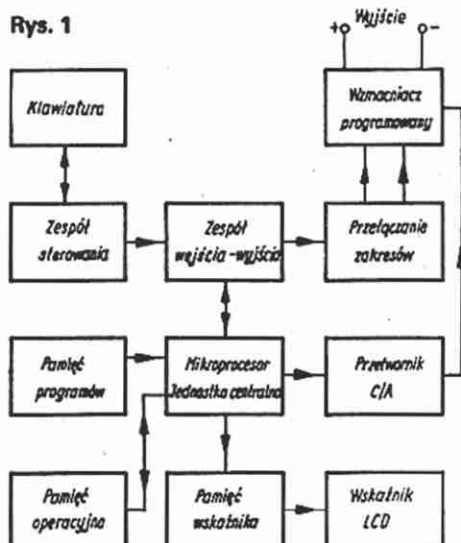 Rys. 1
Wyjście
+ -
Klawiatura
Wzmacniacz
programowany
Zespół
sterowania
Zespół
wejścia-wyjścia
Przełączanie
zakresów
Pamięć
programów
Mikroprocesor
Jednostka centralna
Przetwornik
C/A
Pamięć
operacyjna
Pamięć
wskaźnika
Wskaźnik
LCD